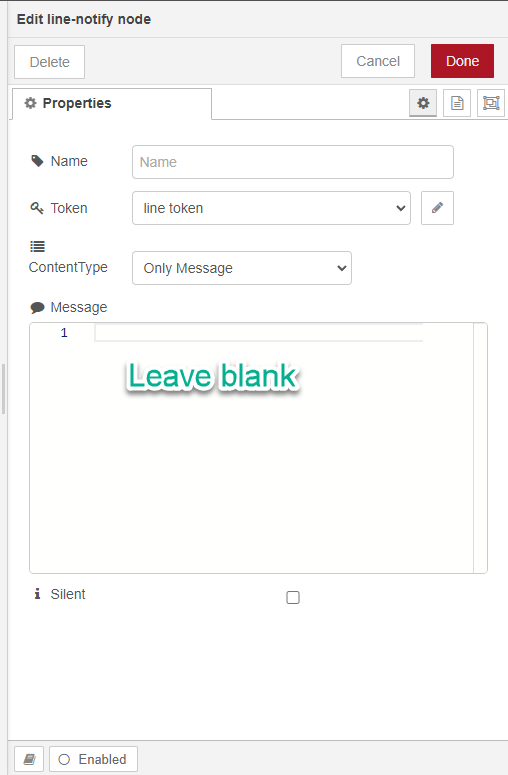 Edit line-notify node
Delete
Cancel
Done
Properties
Name
Name
Token
line token
ContentType
Only Message
Message
1
Leave blank
Silent
Enabled